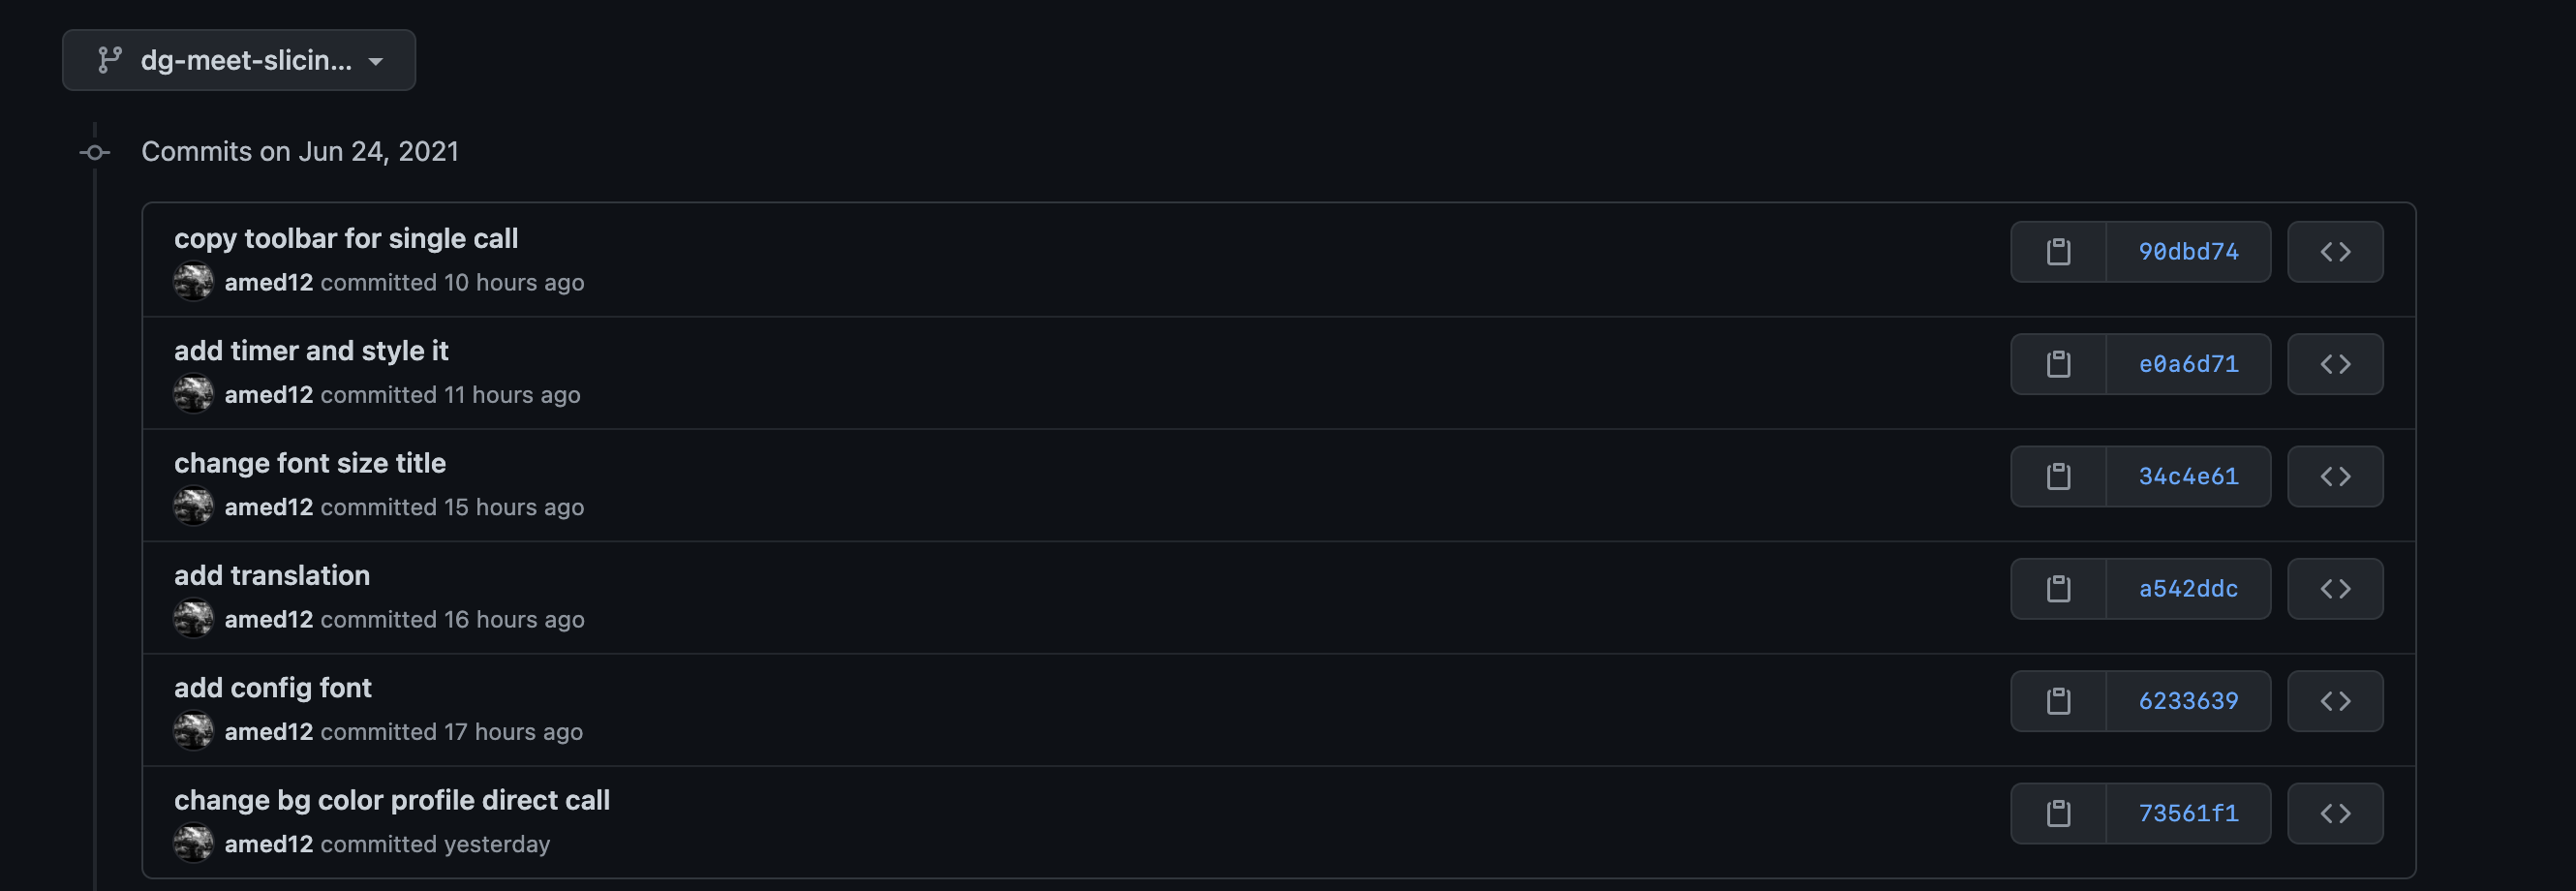 dg-meet-slicin...
Commits on Jun 24, 2021
copy toolbar for single call
amed12 committed 10 hours ago
90dbd74
add timer and style it
amed12 committed 11 hours ago
e0a6d71
change font size title
amed12 committed 15 hours ago
34c4e61
add translation
amed12 committed 16 hours ago
a542ddc
add config font
amed12 committed 17 hours ago
6233639
change bg color profile direct call
amed12 committed yesterday
73561f1